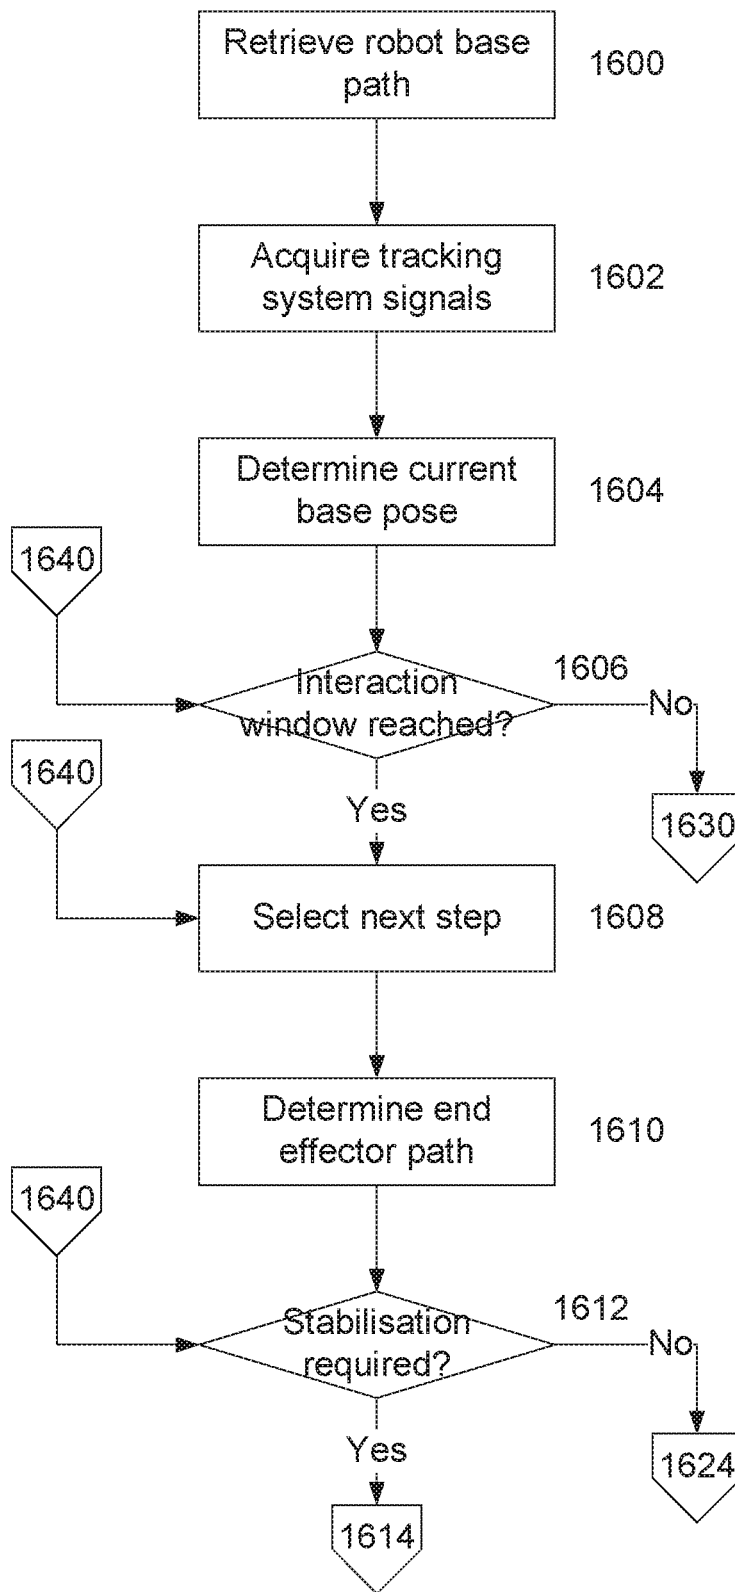 Retrieve robot base
path
1600
Acquire tracking
system signals
1602
Determine current
base pose
1604
1640
Interaction
window reached?
1606
No
1640
Yes
1630
Select next step
1608
Determine end
effector path
1610
1640
Stabilisation
required?
1612
No
Yes
1624
1614